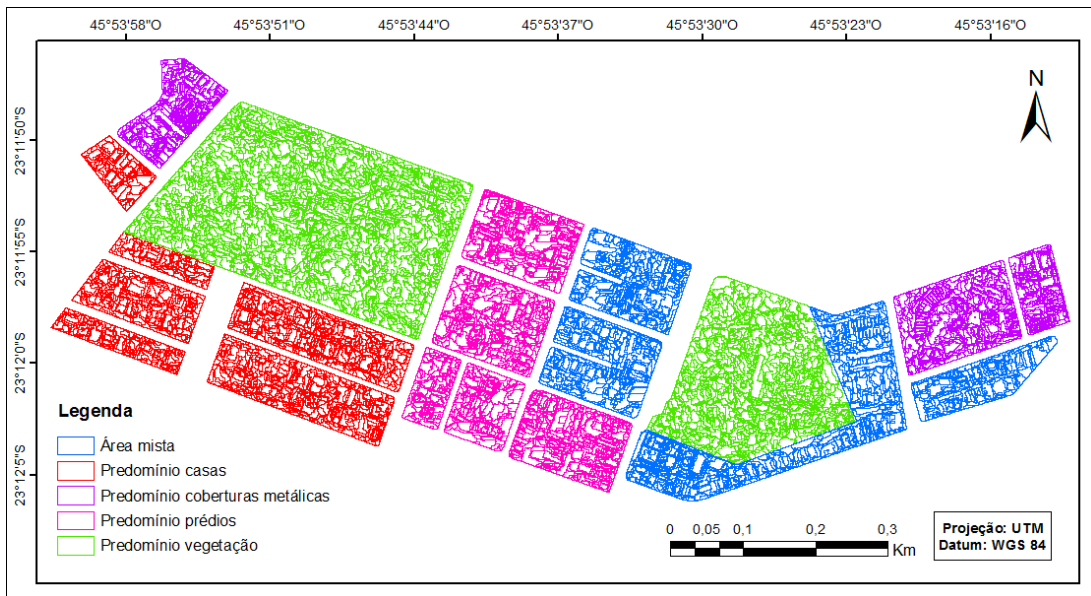 45°53'58"O 45°53'51"O 45°53'44"O 45°53'37"O 45°53'30"O 45°53'23"O 45°53'16"O
N
23°11'50"S
23°11'55"S
23°12'0"S
23°12'5"S
Legenda
Área mista
Predomínio casas
Predomínio coberturas metálicas
Predomínio prédios
Predomínio vegetação
0 0,05 0,1 0,2 0,3
Km
Projeção: UTM
Datum: WGS 84